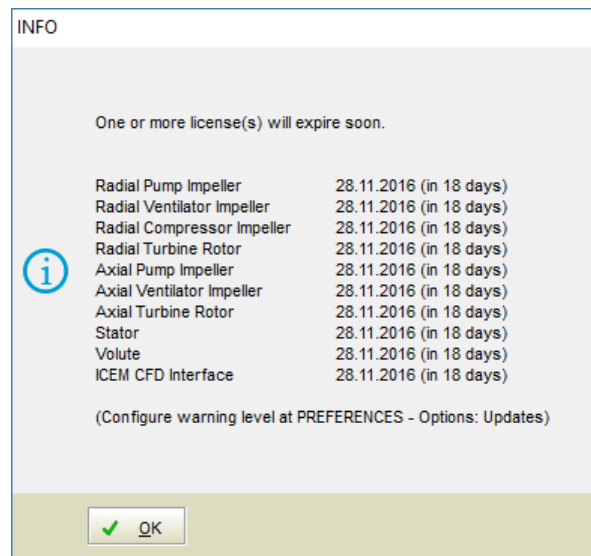 INFO
One or more license(s) will expire soon.
Radial Pump Impeller 28.11.2016 (in 18 days)
Radial Ventilator Impeller 28.11.2016 (in 18 days)
Radial Compressor Impeller 28.11.2016 (in 18 days)
Radial Turbine Rotor 28.11.2016 (in 18 days)
Axial Pump Impeller 28.11.2016 (in 18 days)
Axial Ventilator Impeller 28.11.2016 (in 18 days)
Axial Turbine Rotor 28.11.2016 (in 18 days)
Stator 28.11.2016 (in 18 days)
Volute 28.11.2016 (in 18 days)
ICEM CFD Interface 28.11.2016 (in 18 days)
(Configure warning level at PREFERENCES - Options: Updates)
OK